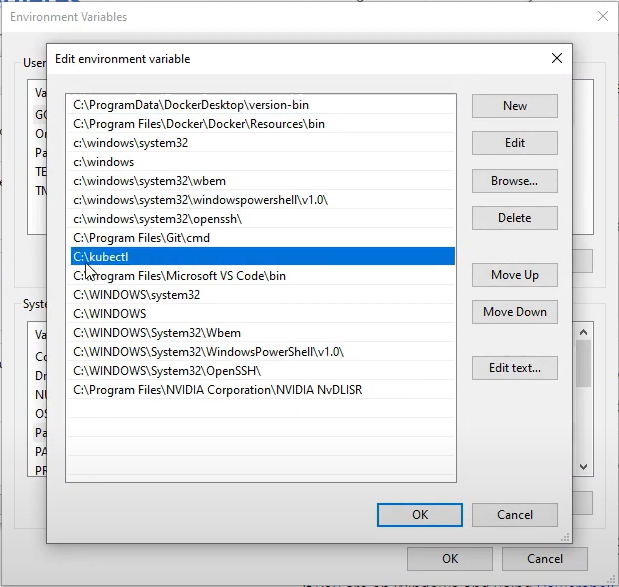 Environment Variables
User
Edit environment variable
Va
GO
On
Pa
TE
TM
C:\ProgramData\DockerDesktop\version-bin
C:\Program Files\Docker\Docker\Resources\bin
c:\windows\system32
c:\windows
c:\windows\system32\wbem
c:\windows\system32\windowspowershell\v1.0\
c:\windows\system32\openssh\
C:\Program Files\Git\cmd
C:\kubectl
C:\Program Files\Microsoft VS Code\bin
C:\WINDOWS\system32
C:\WINDOWS
C:\WINDOWS\System32\Wbem
C:\WINDOWS\System32\WindowsPowerShell\v1.0\
C:\WINDOWS\System32\OpenSSH\
C:\Program Files\NVIDIA Corporation\NVIDIA NvDLISR
New
Edit
Browse...
Delete
Move Up
Move Down
Edit text...
Syste
Va
Co
Dr
NU
OS
Pa
PA
PR
OK
Cancel
OK
Cancel